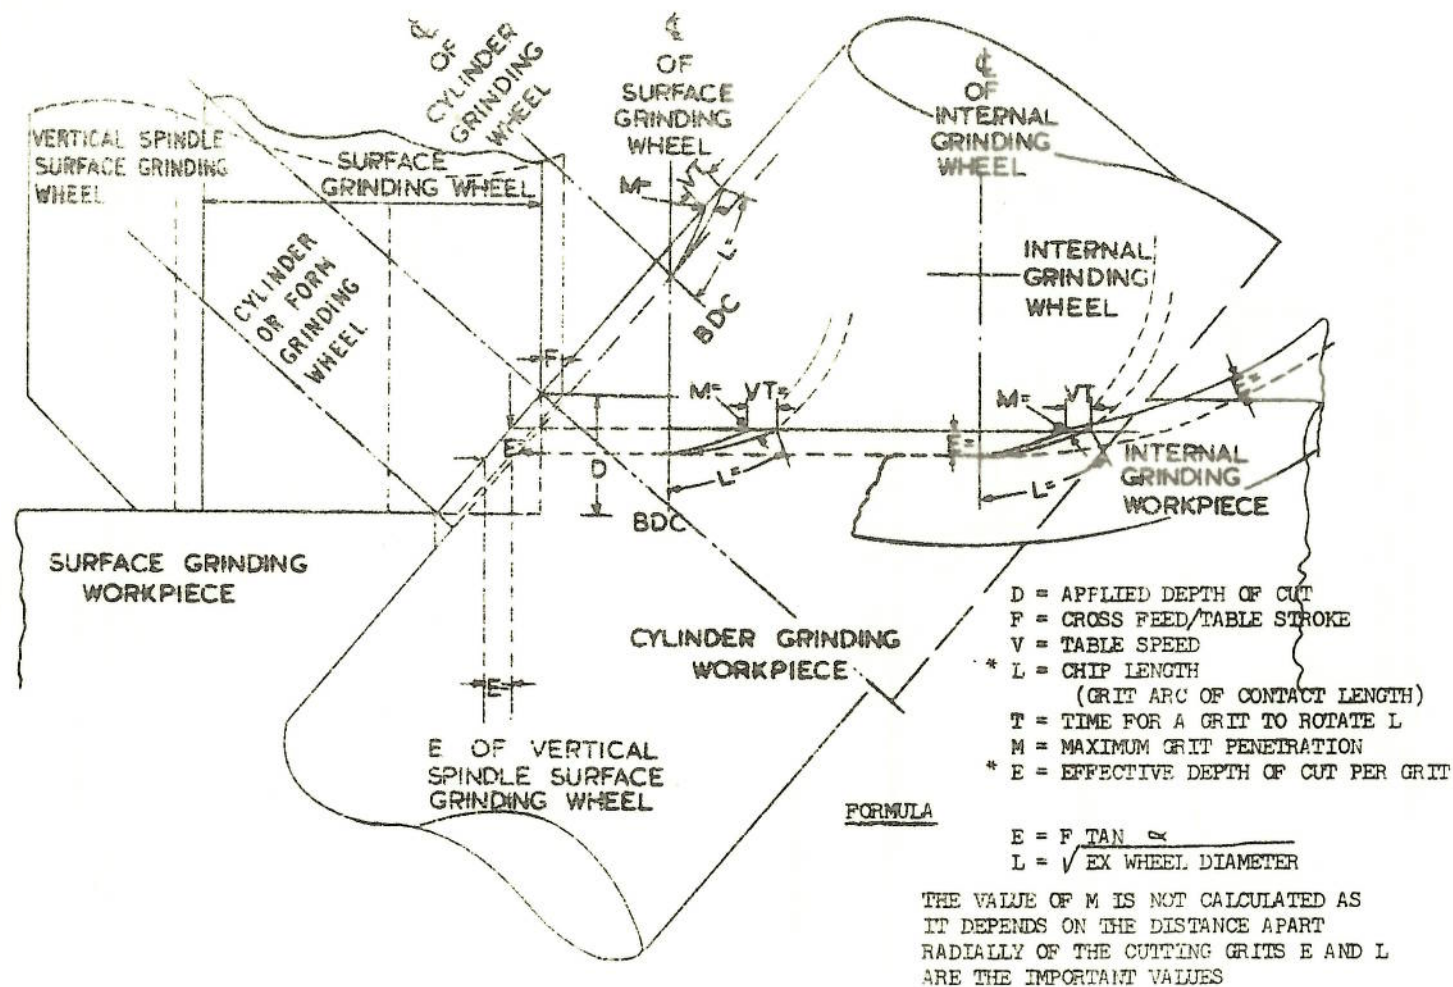 ℄
OF
CYLINDER
GRINDING
WHEEL
℄
OF
SURFACE
GRINDING
WHEEL
℄
OF
INTERNAL
GRINDING
WHEEL
VERTICAL SPINDLE
SURFACE GRINDING
WHEEL
SURFACE
GRINDING WHEEL
M=
VT
L=
BDC
CYLINDER
OR FORM
GRINDING
WHEEL
INTERNAL
GRINDING
WHEEL
F
M=
VT=
M=
VT
E=
E=
D
L=
BDC
E=
L=
INTERNAL
GRINDING
WORKPIECE
SURFACE GRINDING
WORKPIECE
CYLINDER GRINDING
WORKPIECE
E
E OF VERTICAL
SPINDLE SURFACE
GRINDING WHEEL
D = APPLIED DEPTH OF CUT
F = CROSS FEED/TABLE STROKE
V = TABLE SPEED
* L = CHIP LENGTH
(GRIT ARC OF CONTACT LENGTH)
T = TIME FOR A GRIT TO ROTATE L
M = MAXIMUM GRIT PENETRATION
* E = EFFECTIVE DEPTH OF CUT PER GRIT
FORMULA
E = F TAN ∝
L = √ EX WHEEL DIAMETER
THE VALUE OF M IS NOT CALCULATED AS
IT DEPENDS ON THE DISTANCE APART
RADIALLY OF THE CUTTING GRITS E AND L
ARE THE IMPORTANT VALUES